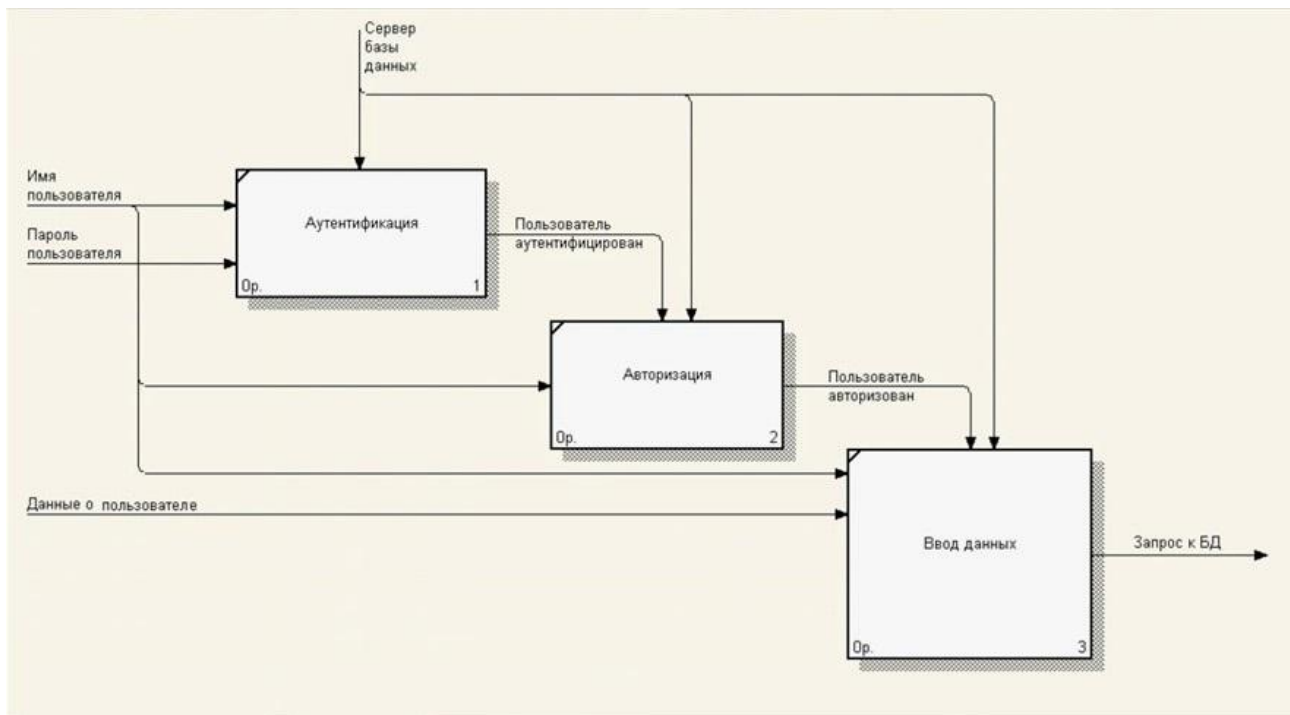 Сервер
базы
данных
Имя
пользователя
Пароль
пользователя
Аутентификация
0р.
1
Пользователь
аутентифицирован
Авторизация
0р.
2
Пользователь
авторизован
Данные о пользователе
Ввод данных
0р.
3
Запрос к БД